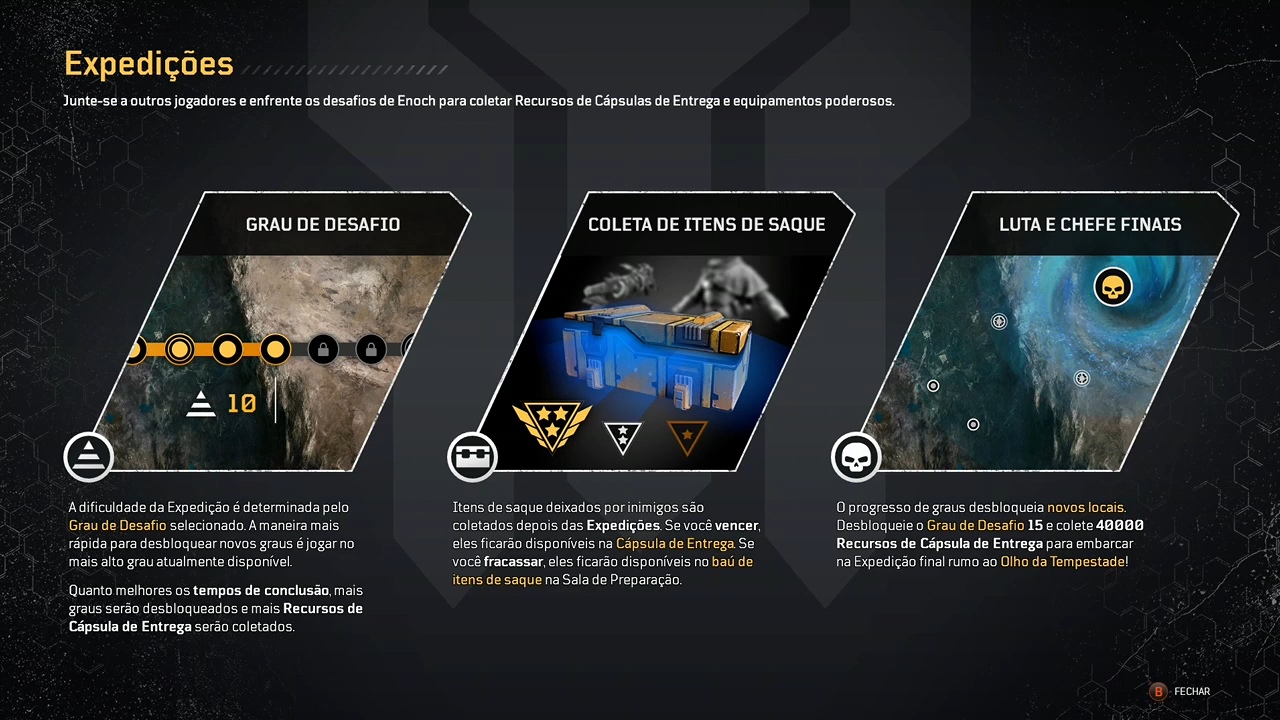 Expedições
Junte-se a outros jogadores e enfrente os desafios de Enoch para coletar Recursos de Cápsulas de Entrega e equipamentos poderosos.
GRAU DE DESAFIO
10
A dificuldade da Expedição é determinada pelo
Grau de Desafio selecionado. A maneira mais
rápida para desbloquear novos graus é jogar no
mais alto grau atualmente disponível.
Quanto melhores os tempos de conclusão, mais
graus serão desbloqueados e mais Recursos de
Cápsula de Entrega serão coletados.
COLETA DE ITENS DE SAQUE
Itens de saque deixados por inimigos são
coletados depois das Expedições. Se você vencer,
eles ficarão disponíveis na Cápsula de Entrega. Se
você fracassar, eles ficarão disponíveis no baú de
itens de saque na Sala de Preparação.
LUTA E CHEFE FINAIS
O progresso de graus desbloqueia novos locais.
Desbloqueie o Grau de Desafio 15 e colete 40000
Recursos de Cápsula de Entrega para embarcar
na Expedição final rumo ao Olho da Tempestade!
B FECHAR